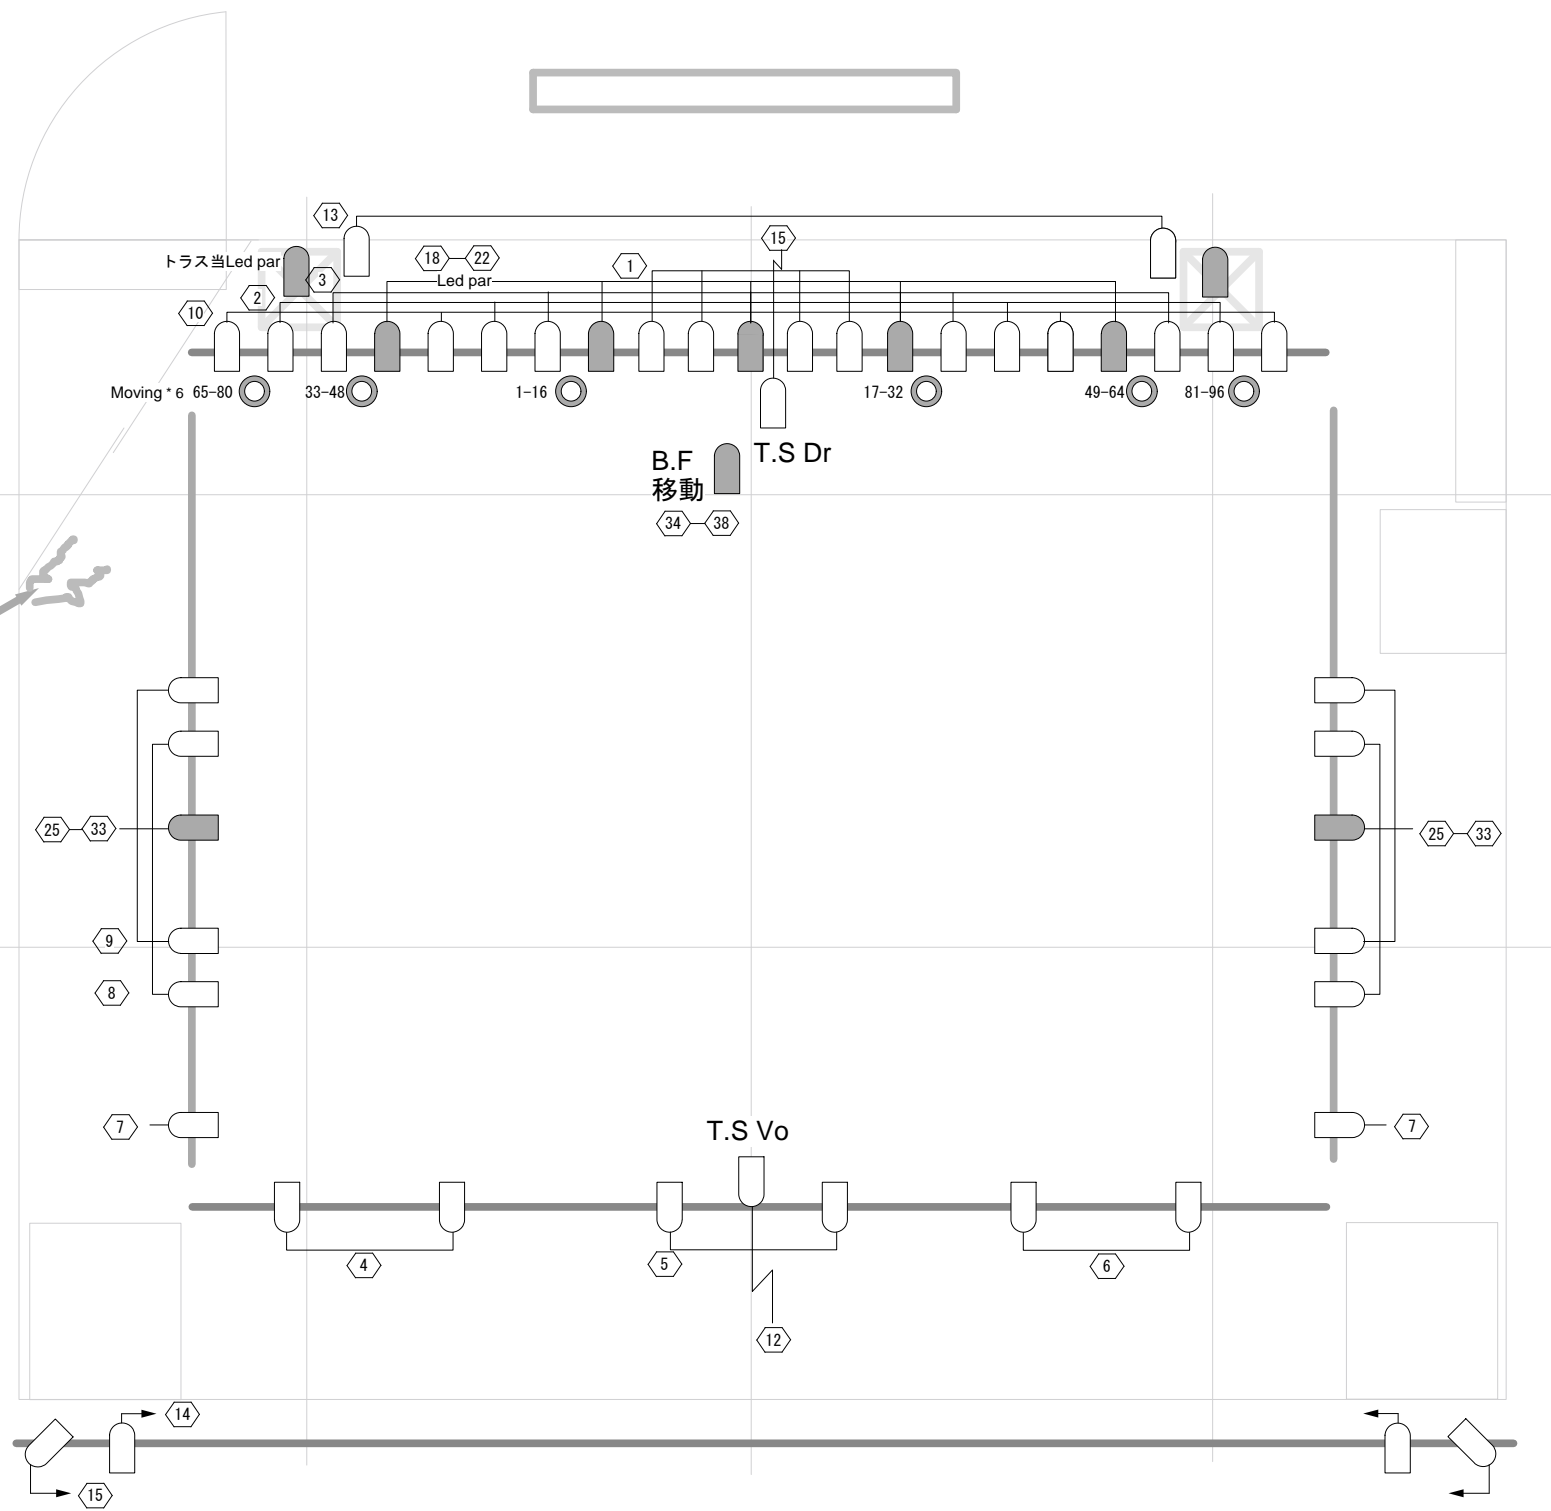 13
15
18 22
1
トラス当Led par
3
Led par
2
10
Moving * 6 65-80 33-48 1-16 17-32 49-64 81-96
T.S Dr
B.F
移動
34 38
25 33
25 33
9
8
7
7
T.S Vo
4
5
6
12
14
15